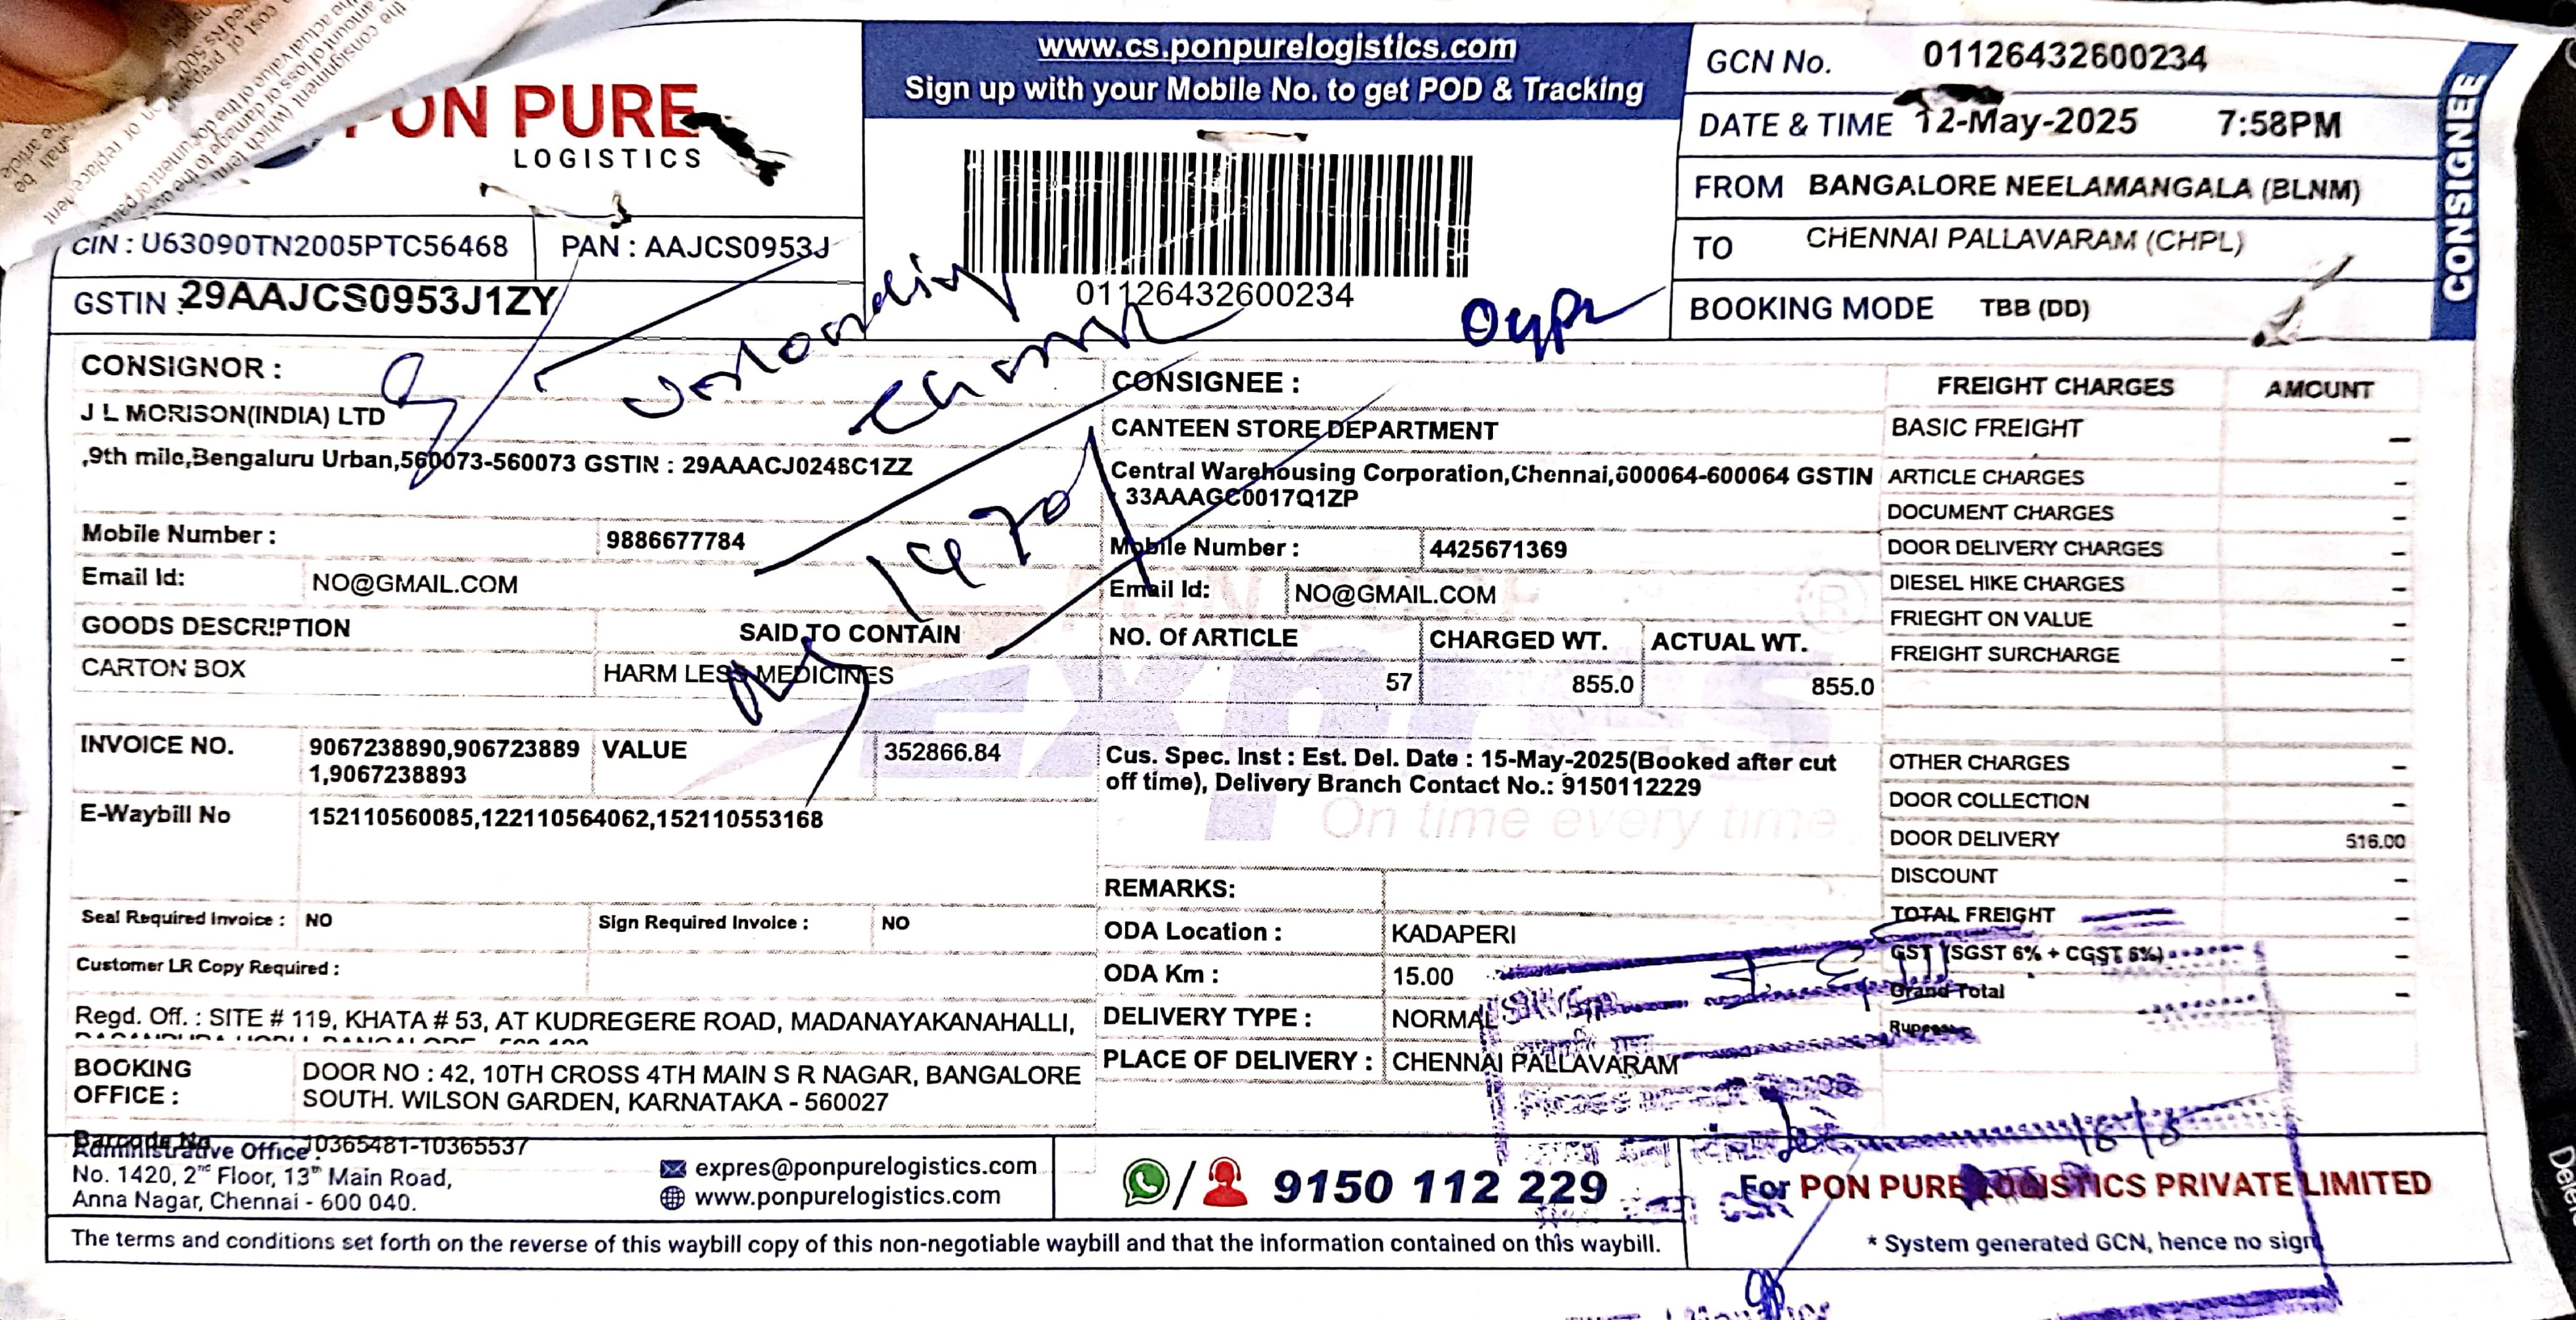 PON PURE
LOGISTICS
CIN : U63090TN2005PTC56468 PAN : AAJCS0953J
GSTIN : 29AAJCS0953J1ZY
www.cs.ponpurelogistics.com
Sign up with your Mobile No. to get POD & Tracking
01126432600234
GCN No. 01126432600234
DATE & TIME 12-May-2025 7:58PM
FROM BANGALORE NEELAMANGALA (BLNM)
TO CHENNAI PALLAVARAM (CHPL)
BOOKING MODE TBB (DD)
CONSIGNEE
CONSIGNOR :
J L MORISON(INDIA) LTD
,9th mile,Bengaluru Urban,560073-560073 GSTIN : 29AAACJ0248C1ZZ
Mobile Number : 9886677784
Email Id: NO@GMAIL.COM
GOODS DESCRIPTION SAID TO CONTAIN
CARTON BOX HARM LESS MEDICINES
INVOICE NO. 9067238890,906723889
1,9067238893
VALUE 352866.84
E-Waybill No 152110560085,122110564062,152110553168
Seal Required Invoice : NO Sign Required Invoice : NO
Customer LR Copy Required :
Regd. Off. : SITE # 119, KHATA # 53, AT KUDREGERE ROAD, MADANAYAKANAHALLI,
BOOKING OFFICE : DOOR NO : 42, 10TH CROSS 4TH MAIN S R NAGAR, BANGALORE
SOUTH. WILSON GARDEN, KARNATAKA - 560027
CONSIGNEE :
CANTEEN STORE DEPARTMENT
Central Warehousing Corporation,Chennai,600064-600064 GSTIN
: 33AAAGC0017Q1ZP
Mobile Number : 4425671369
Email Id: NO@GMAIL.COM
NO. Of ARTICLE CHARGED WT. ACTUAL WT.
57 855.0 855.0
Cus. Spec. Inst : Est. Del. Date : 15-May-2025(Booked after cut
off time), Delivery Branch Contact No.: 9150112229
On time every time
REMARKS:
ODA Location : KADAPERI
ODA Km : 15.00
DELIVERY TYPE : NORMAL
PLACE OF DELIVERY : CHENNAI PALLAVARAM
FREIGHT CHARGES AMOUNT
BASIC FREIGHT –
ARTICLE CHARGES –
DOCUMENT CHARGES –
DOOR DELIVERY CHARGES –
DIESEL HIKE CHARGES –
FRIEGHT ON VALUE –
FREIGHT SURCHARGE –
OTHER CHARGES –
DOOR COLLECTION –
DOOR DELIVERY 516.00
DISCOUNT –
TOTAL FREIGHT –
GST (SGST 6% + CGST 6%) –
Grand Total –
Rupees
unloading
Barcode No 10365481-10365537
Administrative Office :
No. 1420, 2nd Floor, 13th Main Road,
Anna Nagar, Chennai - 600 040.
expres@ponpurelogistics.com
www.ponpurelogistics.com
9150 112 229
For PON PURE LOGISTICS PRIVATE LIMITED
* System generated GCN, hence no sign
The terms and conditions set forth on the reverse of this waybill copy of this non-negotiable waybill and that the information contained on this waybill.